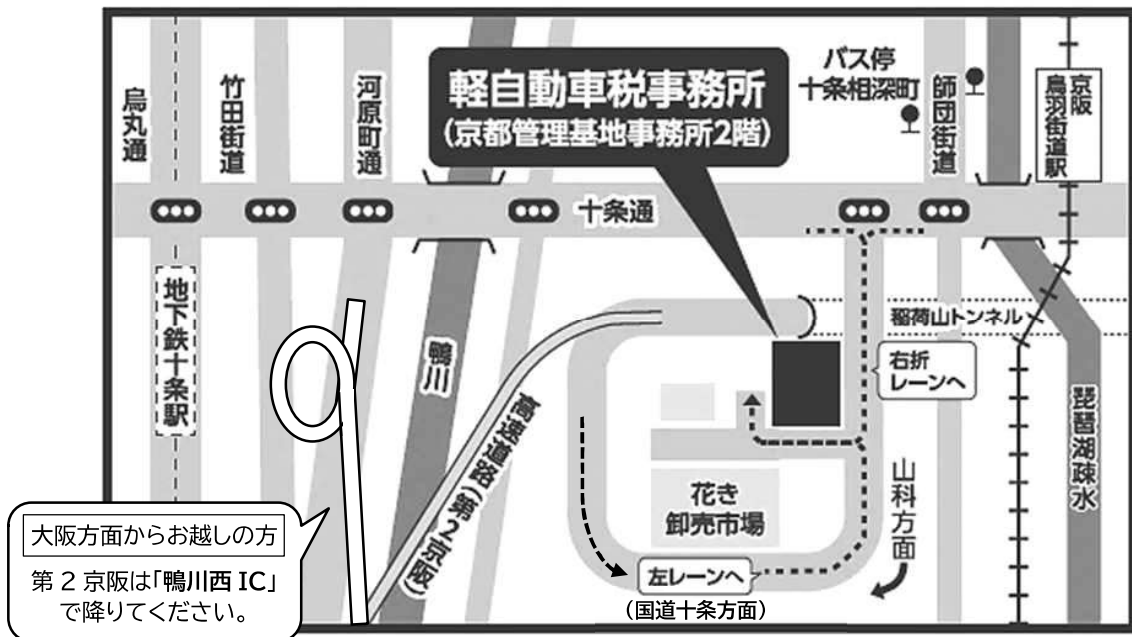 軽自動車税事務所
(京都管理基地事務所2階)
バス停
十条相深町
師団街道
京阪
鳥羽街道駅
烏丸通
竹田街道
河原町通
十条通
地下鉄十条駅
鴨川
高速道路(第2京阪)
稲荷山トンネル
右折
レーンへ
琵琶湖疎水
山科方面
花き
卸売市場
左レーンへ
(国道十条方面)
大阪方面からお越しの方
第2京阪は「鴨川西IC」
で降りてください。